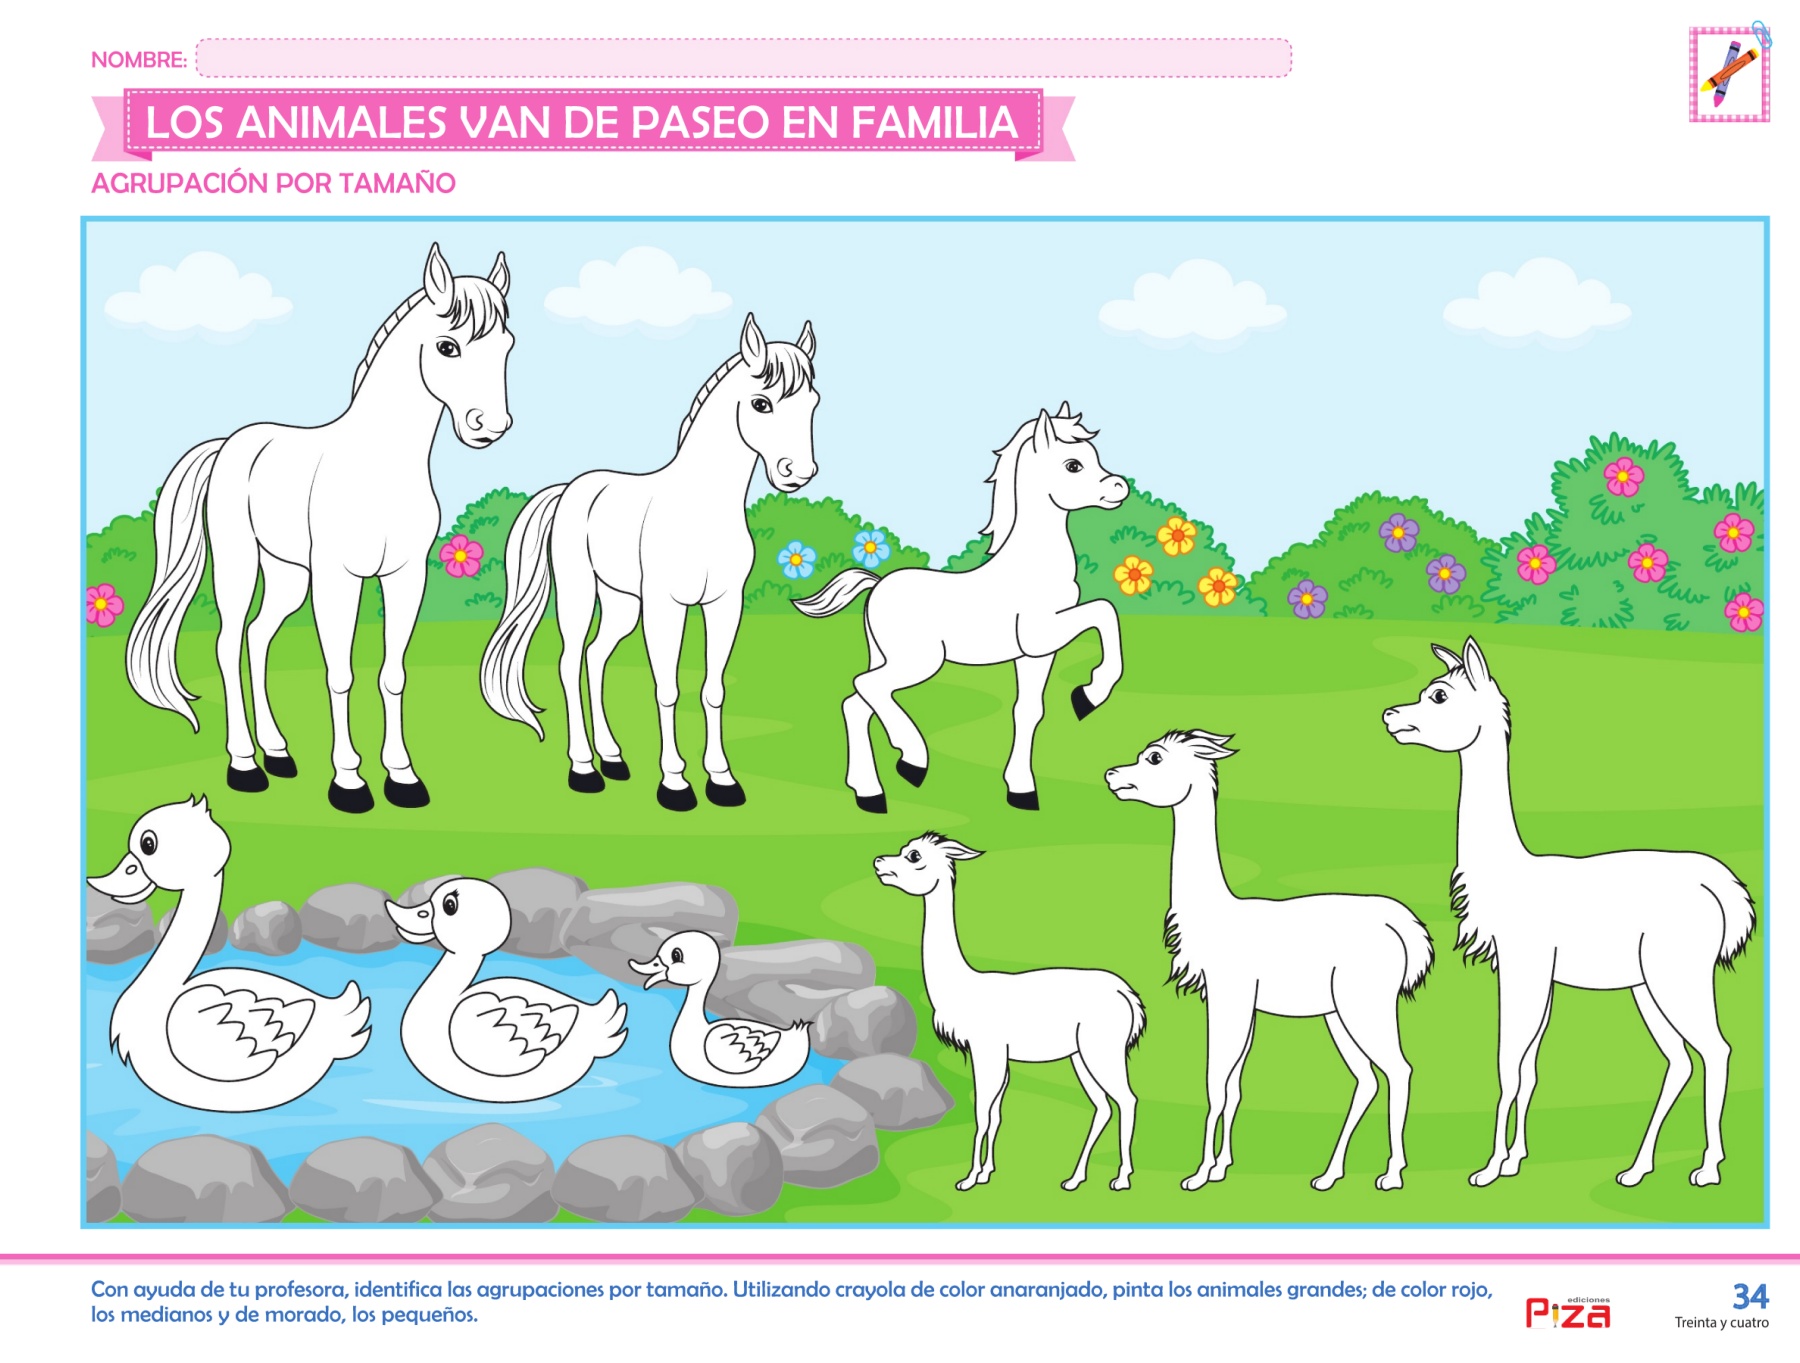 NOMBRE:
LOS ANIMALES VAN DE PASEO EN FAMILIA
AGRUPACIÓN POR TAMAÑO
Con ayuda de tu profesora, identifica las agrupaciones por tamaño. Utilizando crayola de color anaranjado, pinta los animales grandes; de color rojo,
los medianos y de morado, los pequeños.
ediciones
Piza
34
Treinta y cuatro